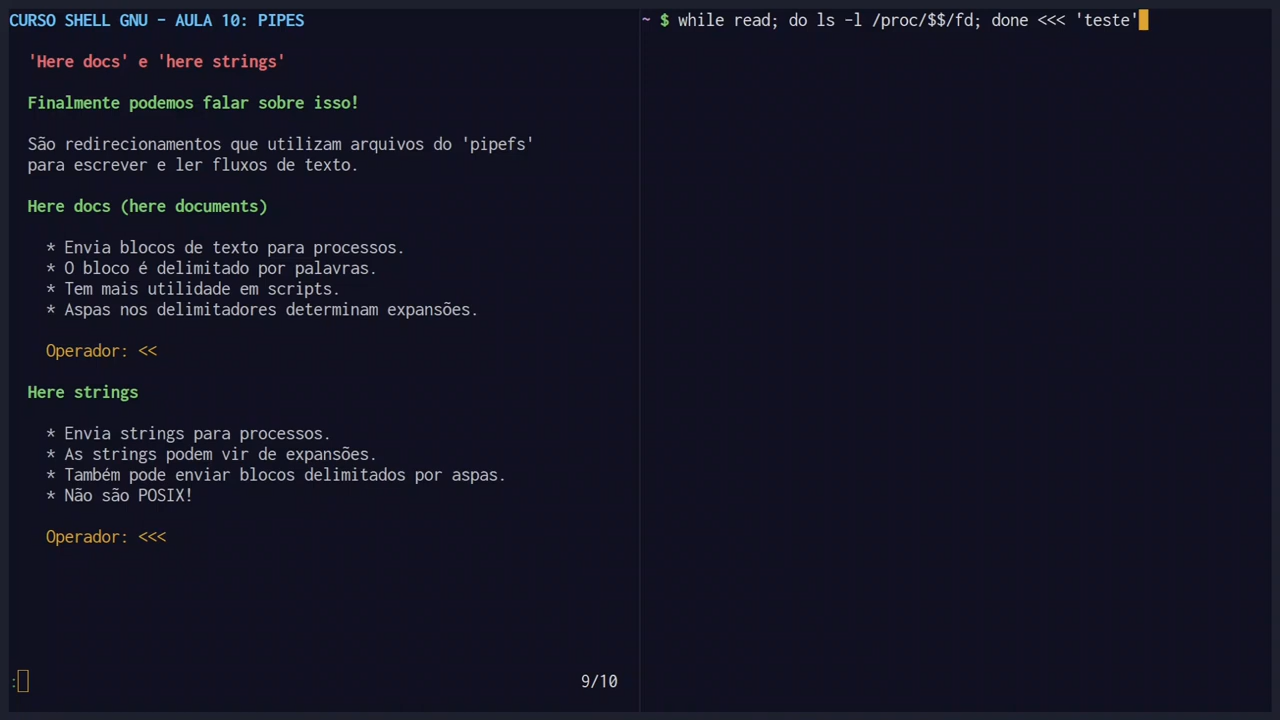 CURSO SHELL GNU - AULA 10: PIPES
'Here docs' e 'here strings'
Finalmente podemos falar sobre isso!
São redirecionamentos que utilizam arquivos do 'pipefs'
para escrever e ler fluxos de texto.
Here docs (here documents)
* Envia blocos de texto para processos.
* O bloco é delimitado por palavras.
* Tem mais utilidade em scripts.
* Aspas nos delimitadores determinam expansões.
Operador: <<
Here strings
* Envia strings para processos.
* As strings podem vir de expansões.
* Também pode enviar blocos delimitados por aspas.
* Não são POSIX!
Operador: <<<
:
9/10
~ $ while read; do ls -l /proc/$$/fd; done <<< 'teste'